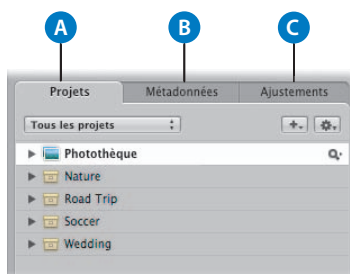 A B C
Projets Métadonnées Ajustements
Tous les projets
Photothèque
Nature
Road Trip
Soccer
Wedding